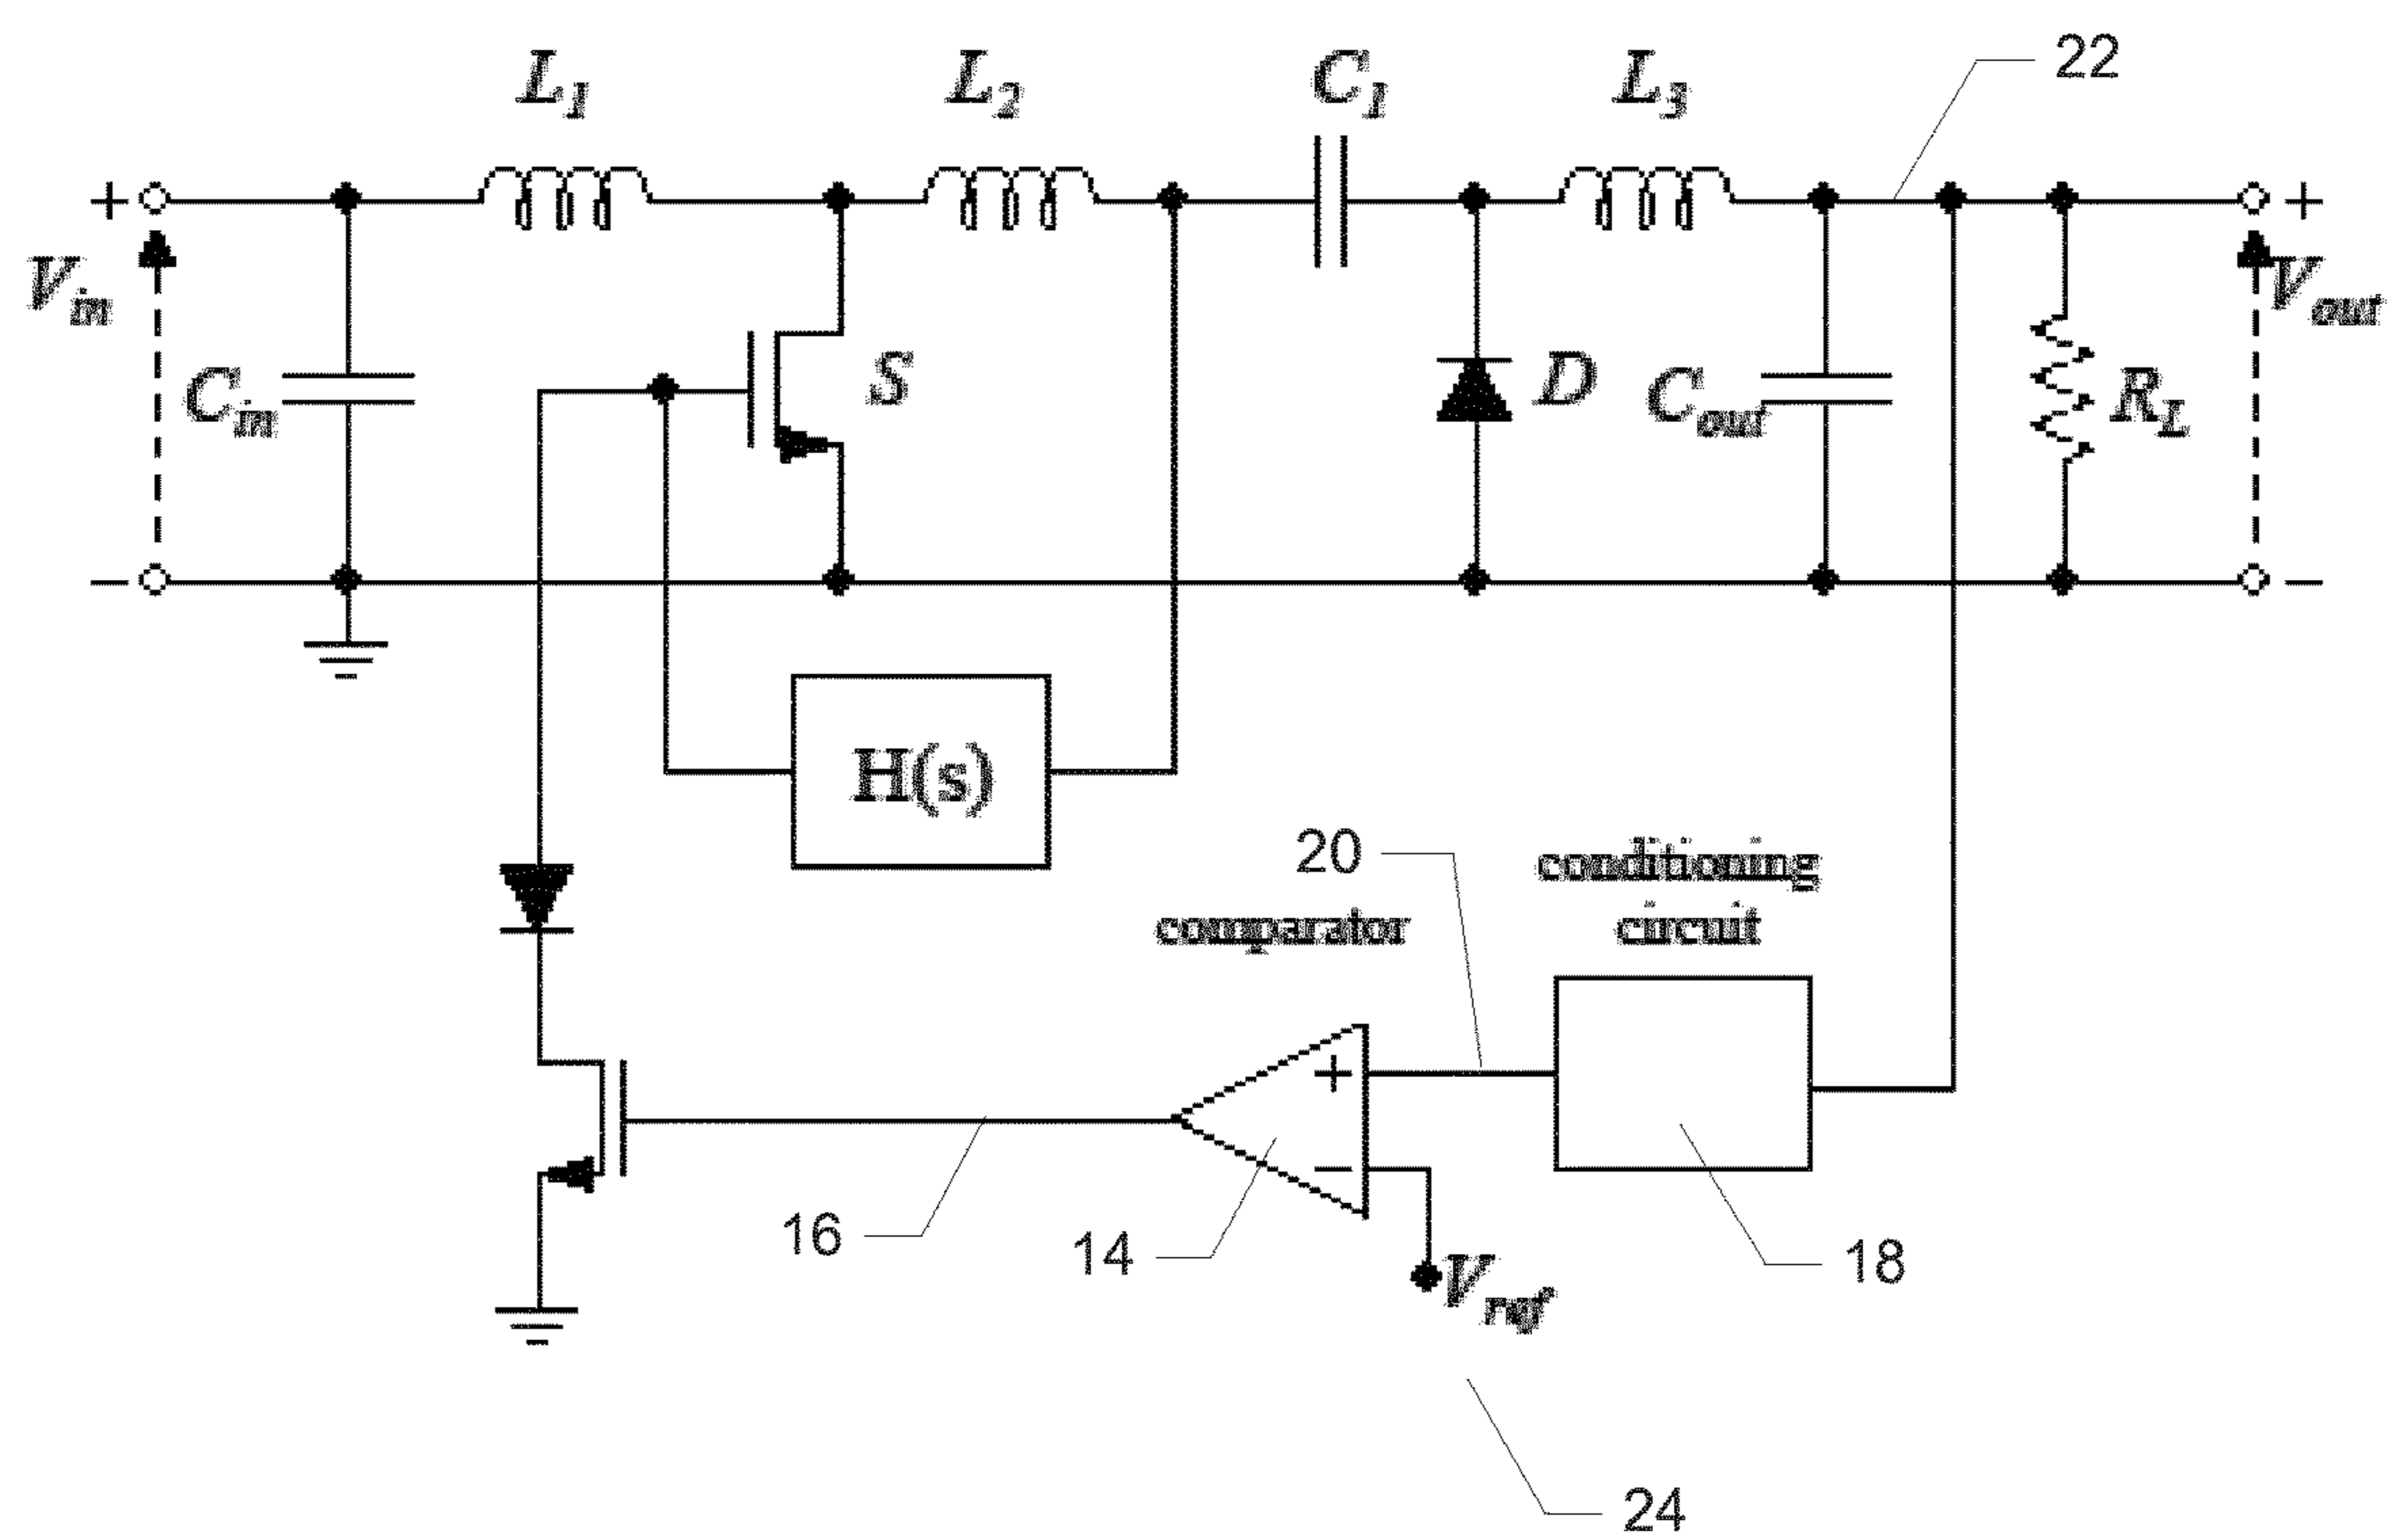 L1
L2
C1
L3
22
+
+
Vin
Vout
Cin
S
D
Cout
RL
−
−
H(s)
20
conditioning
circuit
comparator
+
−
16
14
18
Vref
24